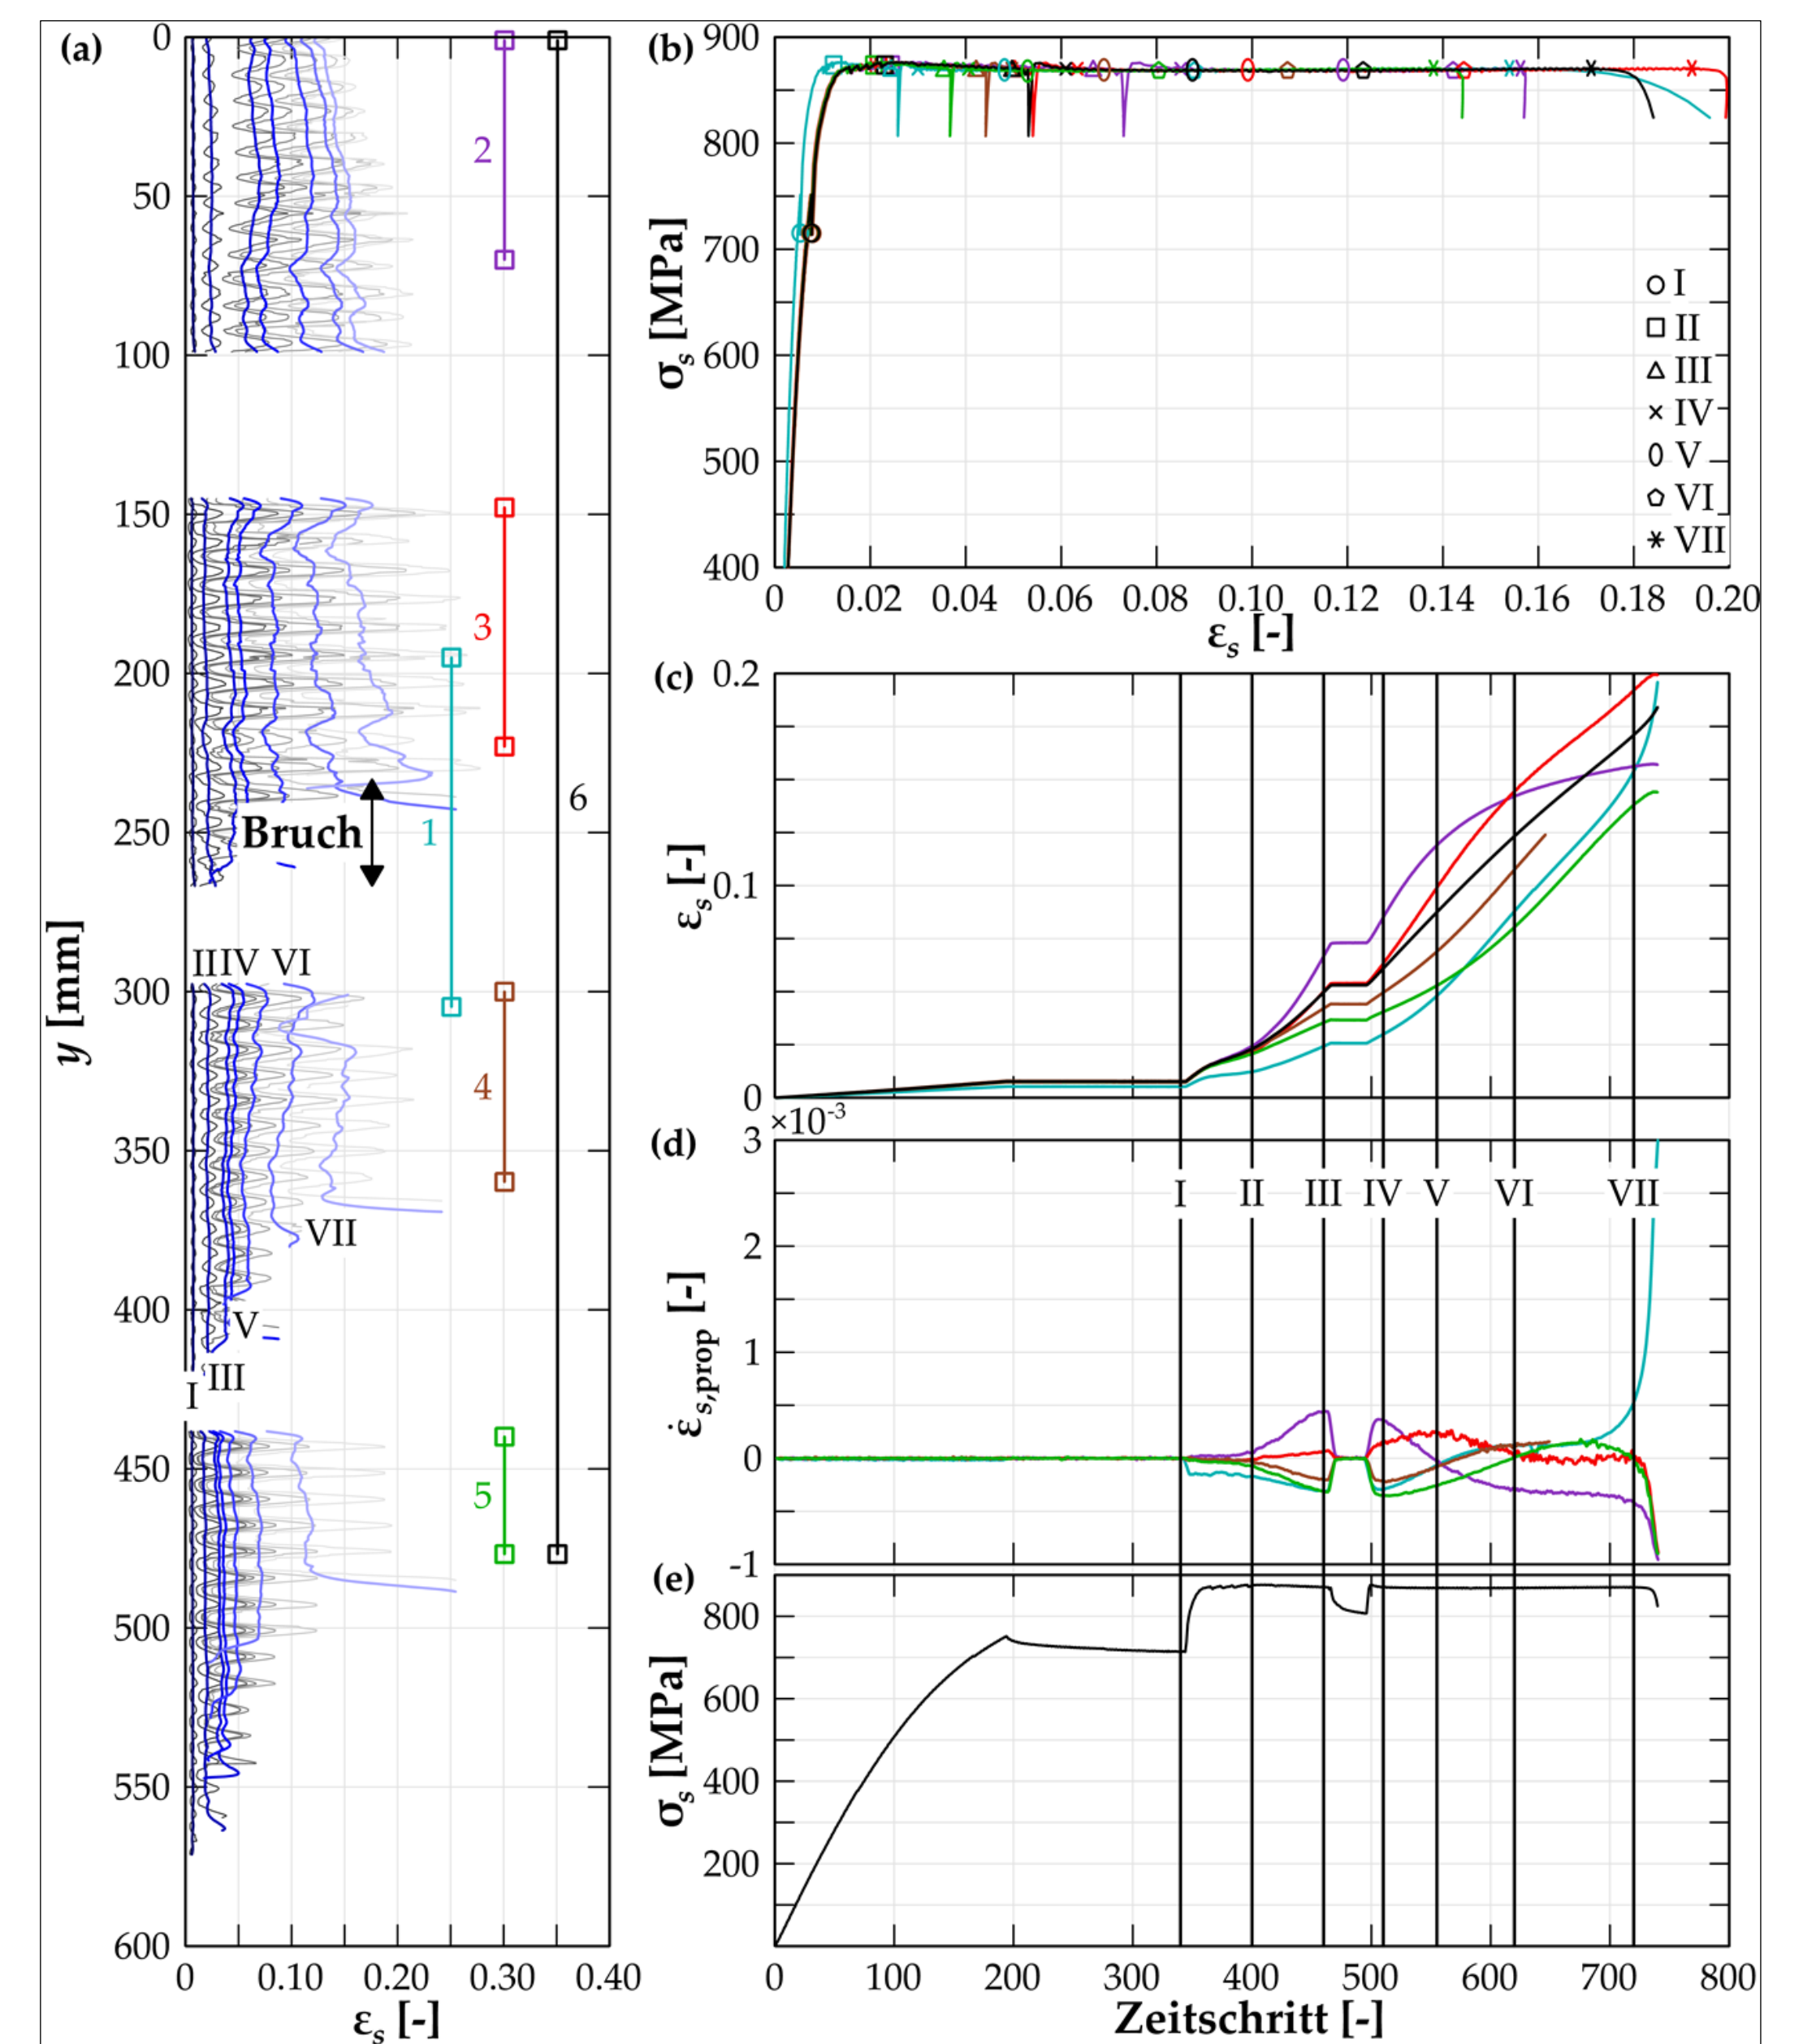 (a)
0
50
100
150
200
250
300
350
400
450
500
550
600
y [mm]
0 0.10 0.20 0.30 0.40
εs [-]
2
3
1
6
4
5
Bruch
II IV VI
VII
V
III
I
(b)
900
800
700
600
500
400
σs [MPa]
I
II
III
IV
V
VI
VII
0 0.02 0.04 0.06 0.08 0.10 0.12 0.14 0.16 0.18 0.20
εs [-]
(c)
0.2
0.1
0
εs [-]
×10-3
(d)
3
2
1
0
-1
ε̇s,prop [-]
I II III IV V VI VII
(e)
800
600
400
200
σs [MPa]
0 100 200 300 400 500 600 700 800
Zeitschritt [-]